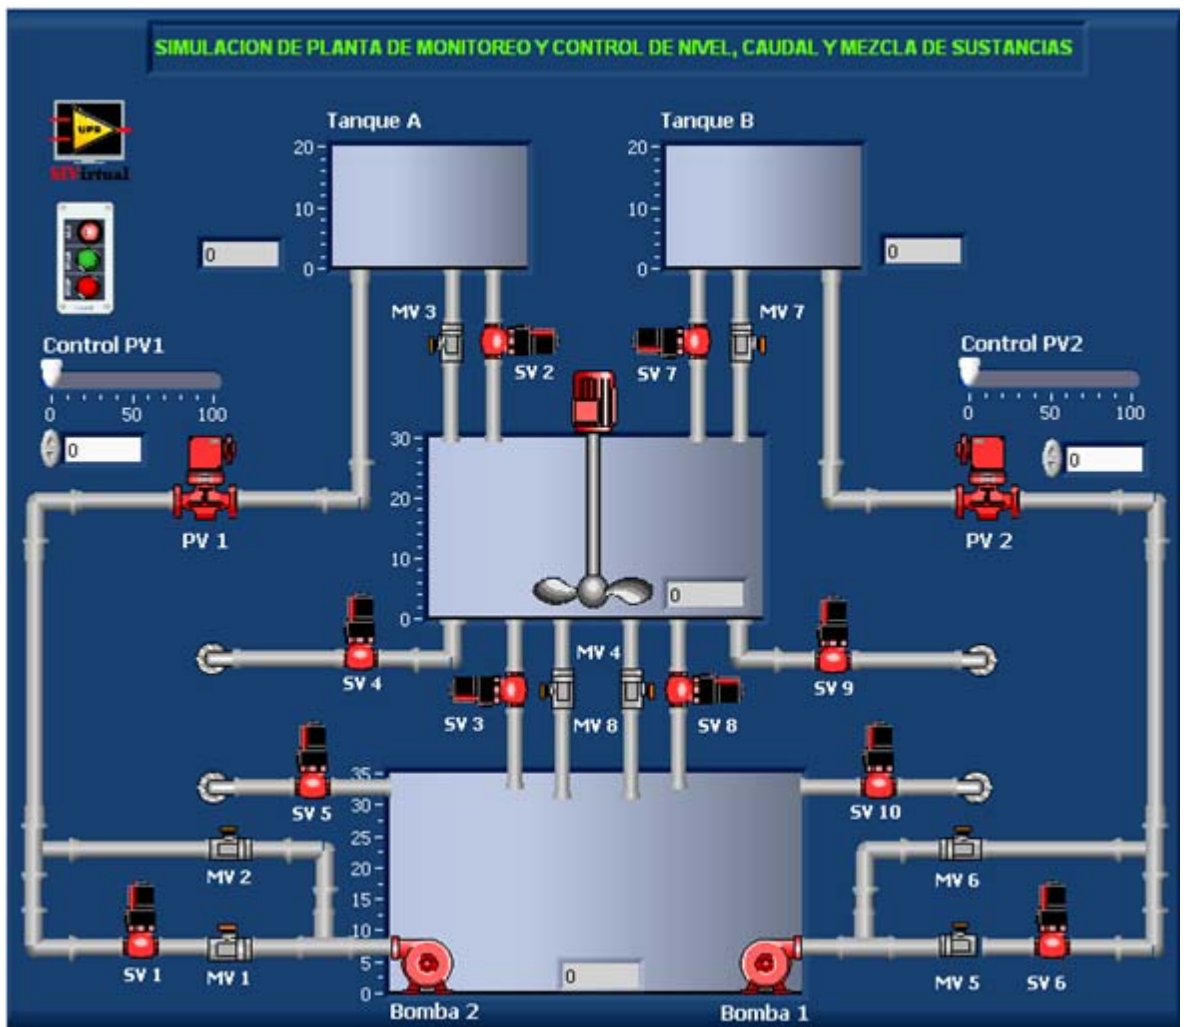 SIMULACION DE PLANTA DE MONITOREO Y CONTROL DE NIVEL, CAUDAL Y MEZCLA DE SUSTANCIAS
UPB
SIVirtual
Tanque A
Tanque B
20
10
0
20
10
0
0
0
MV 3
SV 2
SV 7
MV 7
Control PV1
0 50 100
0
Control PV2
0 50 100
0
PV 1
PV 2
30
20
10
0
0
SV 4
SV 9
MV 4
SV 3
MV 8
SV 8
SV 5
SV 10
35
30
25
20
15
10
5
0
0
MV 2
MV 6
SV 1
MV 1
MV 5
SV 6
Bomba 2
Bomba 1